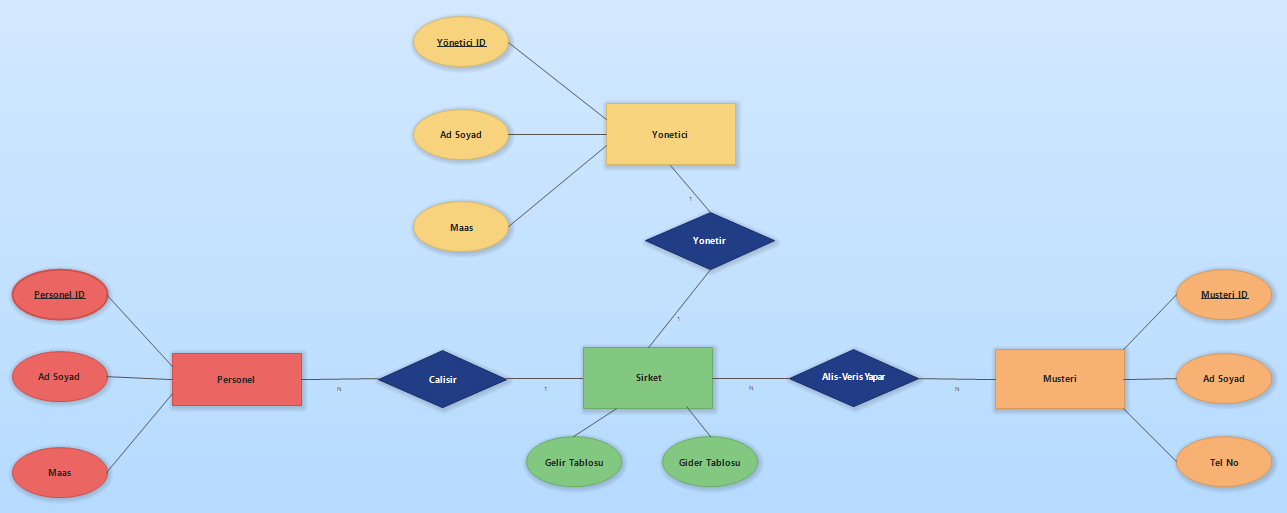 Yönetici ID
Ad Soyad
Yonetici
Maas
1
Yonetir
1
Personel ID
Ad Soyad
Maas
Personel
N
Calisir
1
Sirket
Gelir Tablosu
Gider Tablosu
N
Alis-Veris Yapar
N
Musteri
Musteri ID
Ad Soyad
Tel No